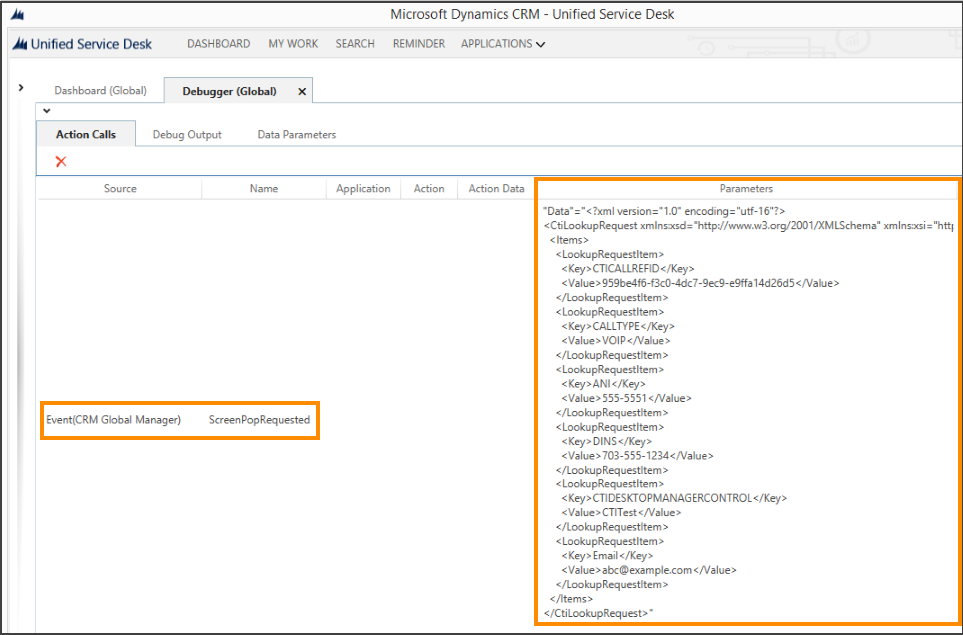 Microsoft Dynamics CRM - Unified Service Desk
Unified Service Desk DASHBOARD MY WORK SEARCH REMINDER APPLICATIONS
Dashboard (Global) Debugger (Global)
Action Calls Debug Output Data Parameters
Source Name Application Action Action Data Parameters
"Data"="<?xml version="1.0" encoding="utf-16"?>
<CtiLookupRequest xmlns:xsd="http://www.w3.org/2001/XMLSchema" xmlns:xsi="http
<Items>
<LookupRequestItem>
<Key>CTICALLREFID</Key>
<Value>959be4f6-f3c0-4dc7-9ec9-e9ffa14d26d5</Value>
</LookupRequestItem>
<LookupRequestItem>
<Key>CALLTYPE</Key>
<Value>VOIP</Value>
</LookupRequestItem>
<LookupRequestItem>
<Key>ANI</Key>
<Value>555-5551</Value>
</LookupRequestItem>
Event(CRM Global Manager) ScreenPopRequested
<LookupRequestItem>
<Key>DINS</Key>
<Value>703-555-1234</Value>
</LookupRequestItem>
<LookupRequestItem>
<Key>CTIDESKTOPMANAGERCONTROL</Key>
<Value>CTITest</Value>
</LookupRequestItem>
<LookupRequestItem>
<Key>Email</Key>
<Value>abc@example.com</Value>
</LookupRequestItem>
</Items>
</CtiLookupRequest>"